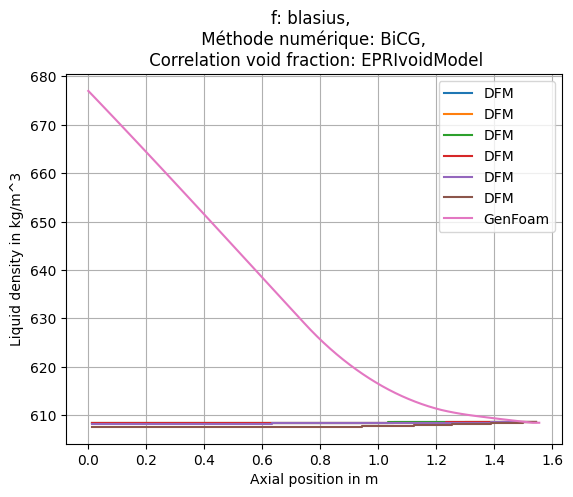 f: blasius,
Méthode numérique: BiCG,
Correlation void fraction: EPRIvoidModel
680
670
660
650
640
630
620
610
Liquid density in kg/m^3
DFM
DFM
DFM
DFM
DFM
DFM
GenFoam
0.0 0.2 0.4 0.6 0.8 1.0 1.2 1.4 1.6
Axial position in m